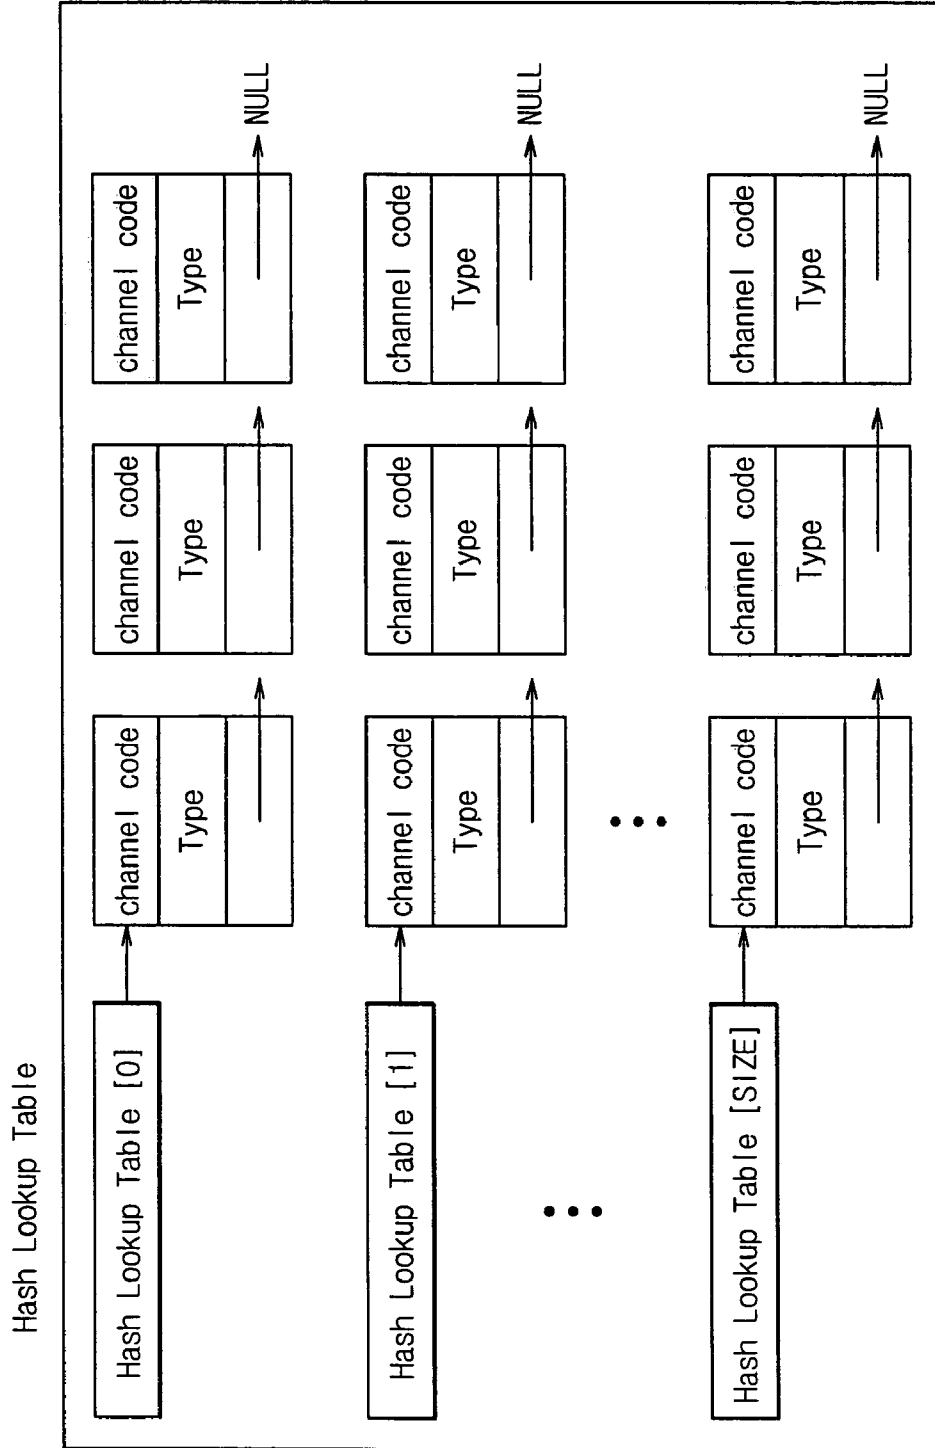 Hash Lookup Table
Hash Lookup Table [0]
channel code
Type
channel code
Type
channel code
Type
NULL
Hash Lookup Table [1]
channel code
Type
channel code
Type
channel code
Type
NULL
Hash Lookup Table [SIZE]
channel code
Type
channel code
Type
channel code
Type
NULL